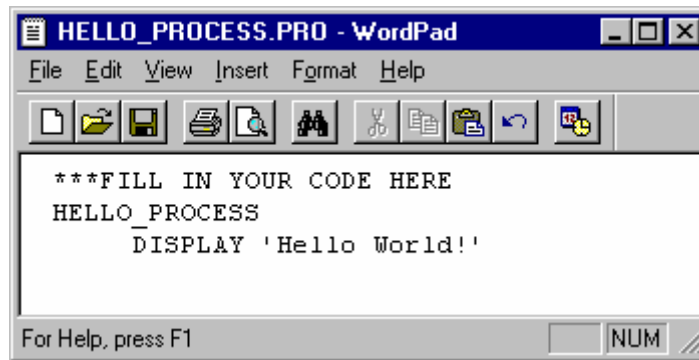 HELLO_PROCESS.PRO - WordPad
File Edit View Insert Format Help
***FILL IN YOUR CODE HERE
HELLO_PROCESS
DISPLAY 'Hello World!'
For Help, press F1 NUM